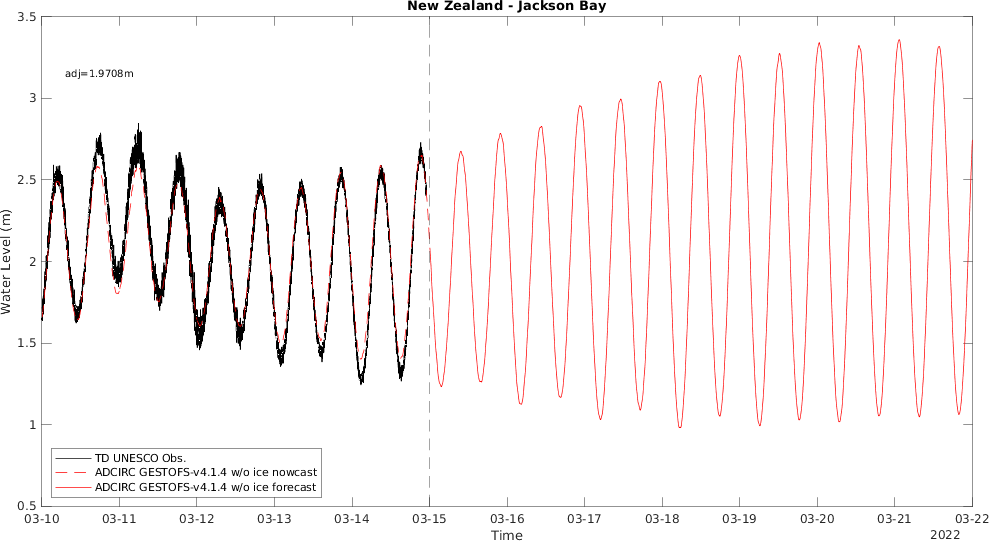 New Zealand - Jackson Bay
3.5
adj=1.9708m
3
2.5
2
1.5
1
0.5
Water Level (m)
TD UNESCO Obs.
ADCIRC GESTOFS-v4.1.4 w/o ice nowcast
ADCIRC GESTOFS-v4.1.4 w/o ice forecast
03-10 03-11 03-12 03-13 03-14 03-15 03-16 03-17 03-18 03-19 03-20 03-21 03-22
Time
2022